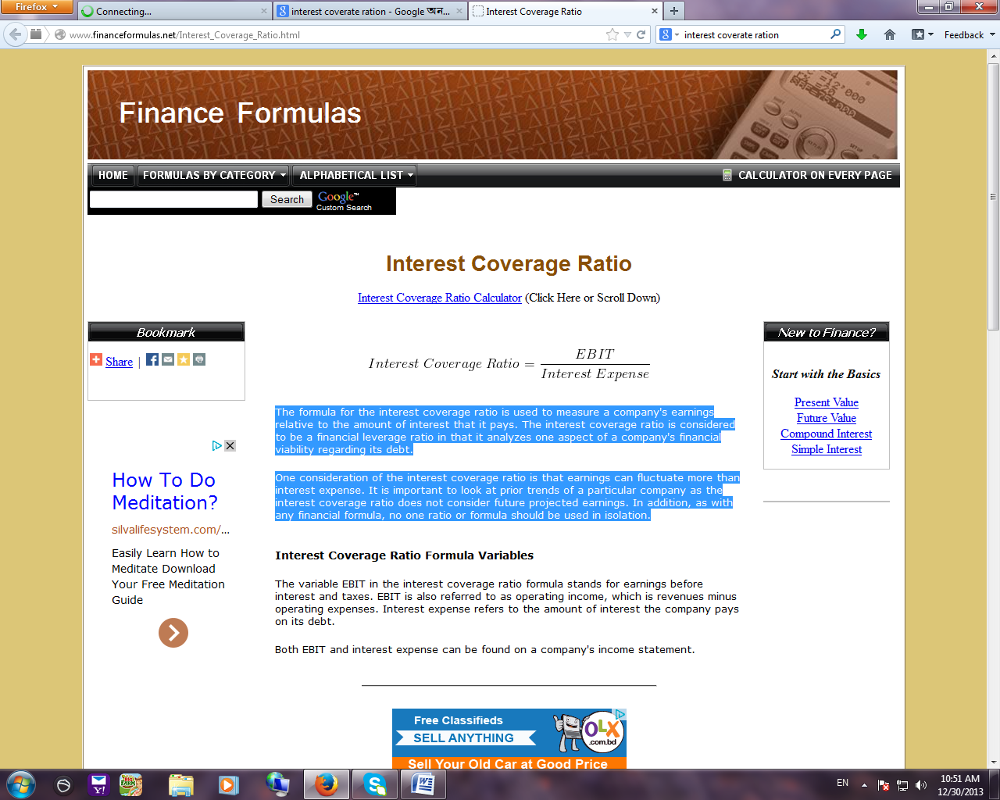 Firefox
Connecting...
interest coverate ration - Google অন...
Interest Coverage Ratio
www.financeformulas.net/Interest_Coverage_Ratio.html
interest coverate ration
Feedback
Finance Formulas
HOME
FORMULAS BY CATEGORY
ALPHABETICAL LIST
CALCULATOR ON EVERY PAGE
Search
Google™
Custom Search
Interest Coverage Ratio
Interest Coverage Ratio Calculator (Click Here or Scroll Down)
Bookmark
Share |
Interest Coverage Ratio = EBIT / Interest Expense
New to Finance?
Start with the Basics
Present Value
Future Value
Compound Interest
Simple Interest
The formula for the interest coverage ratio is used to measure a company's earnings
relative to the amount of interest that it pays. The interest coverage ratio is considered
to be a financial leverage ratio in that it analyzes one aspect of a company's financial
viability regarding its debt.
One consideration of the interest coverage ratio is that earnings can fluctuate more than
interest expense. It is important to look at prior trends of a particular company as the
interest coverage ratio does not consider future projected earnings. In addition, as with
any financial formula, no one ratio or formula should be used in isolation.
How To Do
Meditation?
silvalifesystem.com/...
Easily Learn How to
Meditate Download
Your Free Meditation
Guide
Interest Coverage Ratio Formula Variables
The variable EBIT in the interest coverage ratio formula stands for earnings before
interest and taxes. EBIT is also referred to as operating income, which is revenues minus
operating expenses. Interest expense refers to the amount of interest the company pays
on its debt.
Both EBIT and interest expense can be found on a company's income statement.
Free Classifieds
SELL ANYTHING
OLX
.com.bd
Sell Your Old Car at Good Price
EN
10:51 AM
12/30/2013